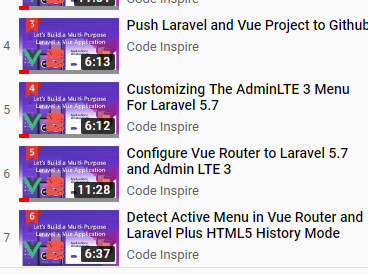 Code Inspire
4
3
Let's Build a Multi-Purpose
Laravel + Vue Application
6:13
Push Laravel and Vue Project to Github
Code Inspire
5
4
Let's Build a Multi-Purpose
Laravel + Vue Application
6:12
Customizing The AdminLTE 3 Menu
For Laravel 5.7
Code Inspire
6
5
Let's Build a Multi-Purpose
Laravel + Vue Application
11:28
Configure Vue Router to Laravel 5.7
and Admin LTE 3
Code Inspire
7
6
Let's Build a Multi-Purpose
Laravel + Vue Application
6:37
Detect Active Menu in Vue Router and
Laravel Plus HTML5 History Mode
Code Inspire